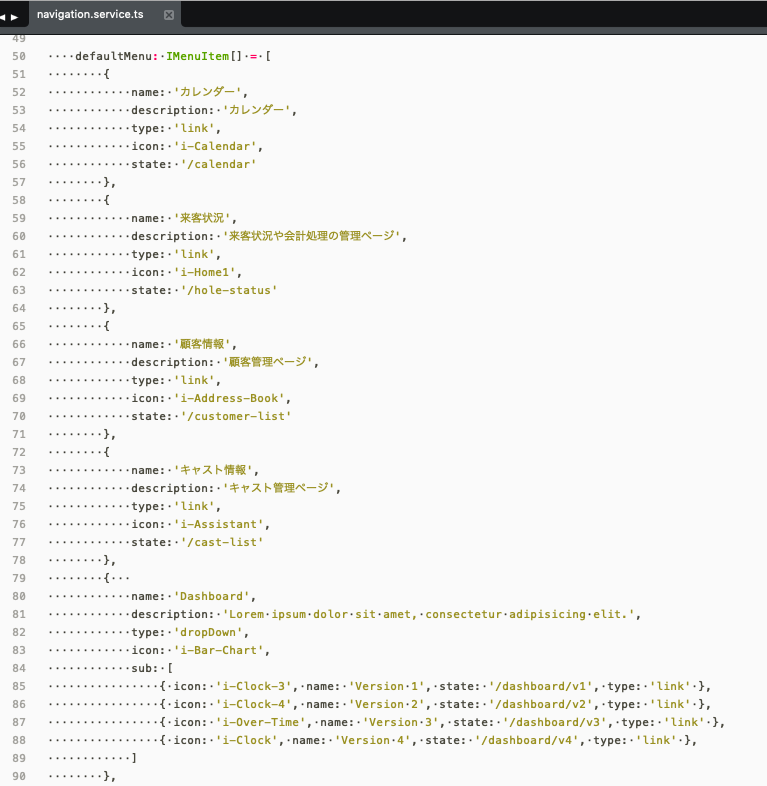 navigation.service.ts
49
50 defaultMenu: IMenuItem[] = [
51 {
52 name: 'カレンダー',
53 description: 'カレンダー',
54 type: 'link',
55 icon: 'i-Calendar',
56 state: '/calendar'
57 },
58 {
59 name: '来客状況',
60 description: '来客状況や会計処理の管理ページ',
61 type: 'link',
62 icon: 'i-Home1',
63 state: '/hole-status'
64 },
65 {
66 name: '顧客情報',
67 description: '顧客管理ページ',
68 type: 'link',
69 icon: 'i-Address-Book',
70 state: '/customer-list'
71 },
72 {
73 name: 'キャスト情報',
74 description: 'キャスト管理ページ',
75 type: 'link',
76 icon: 'i-Assistant',
77 state: '/cast-list'
78 },
79 {
80 name: 'Dashboard',
81 description: 'Lorem ipsum dolor sit amet, consectetur adipisicing elit.',
82 type: 'dropDown',
83 icon: 'i-Bar-Chart',
84 sub: [
85 { icon: 'i-Clock-3', name: 'Version 1', state: '/dashboard/v1', type: 'link' },
86 { icon: 'i-Clock-4', name: 'Version 2', state: '/dashboard/v2', type: 'link' },
87 { icon: 'i-Over-Time', name: 'Version 3', state: '/dashboard/v3', type: 'link' },
88 { icon: 'i-Clock', name: 'Version 4', state: '/dashboard/v4', type: 'link' },
89 ]
90 },